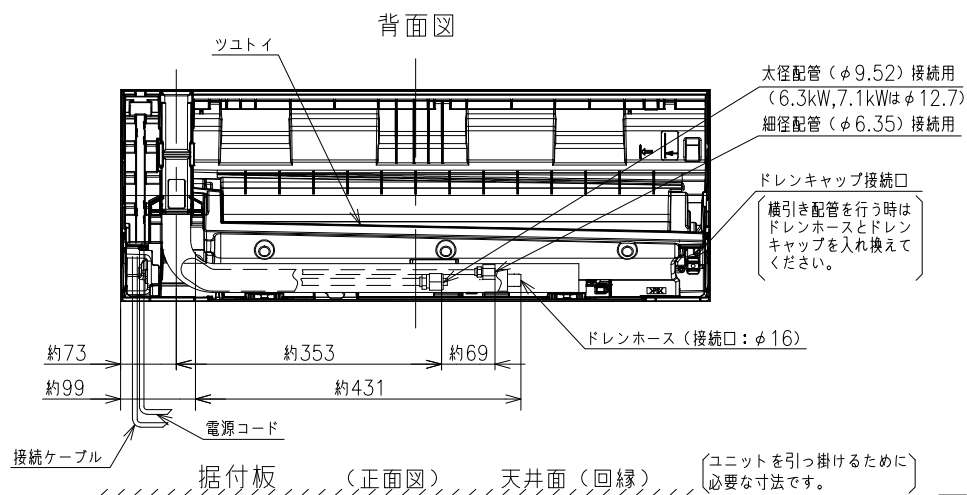 背面図
ツユトイ
太径配管（φ9.52）接続用
（6.3kW,7.1kWはφ12.7）
細径配管（φ6.35）接続用
ドレンキャップ接続口
横引き配管を行う時は
ドレンホースとドレン
キャップを入れ換えて
ください。
ドレンホース（接続口：φ16）
約73
約353
約69
約99
約431
電源コード
接続ケーブル
据付板 （正面図） 天井面（回縁）
ユニットを引っ掛けるために
必要な寸法です。